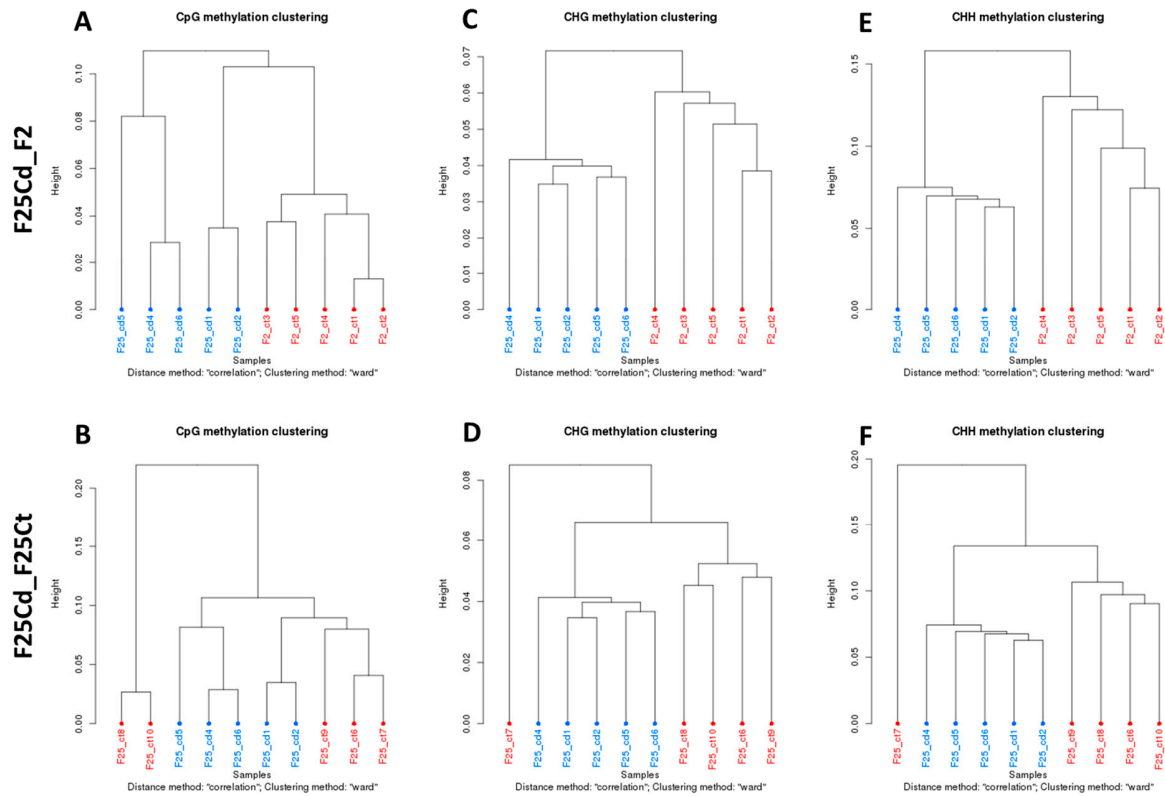 A
CpG methylation clustering
F25Cd_F2
Height
0.00
0.02
0.04
0.06
0.08
0.10
F25_cd5
F25_cd4
F25_cd6
F25_cd1
F25_cd2
F2_ct3
F2_ct5
F2_ct4
F2_ct1
F2_ct2
Samples
Distance method: "correlation"; Clustering method: "ward"
C
CHG methylation clustering
Height
0.00
0.01
0.02
0.03
0.04
0.05
0.06
0.07
F25_cd4
F25_cd1
F25_cd2
F25_cd5
F25_cd6
F2_ct4
F2_ct3
F2_ct5
F2_ct1
F2_ct2
Samples
Distance method: "correlation"; Clustering method: "ward"
E
CHH methylation clustering
Height
0.00
0.05
0.10
0.15
F25_cd4
F25_cd5
F25_cd6
F25_cd1
F25_cd2
F2_ct4
F2_ct3
F2_ct5
F2_ct1
F2_ct2
Samples
Distance method: "correlation"; Clustering method: "ward"
B
CpG methylation clustering
F25Cd_F25Ct
Height
0.00
0.05
0.10
0.15
0.20
F25_ct8
F25_ct10
F25_cd5
F25_cd4
F25_cd6
F25_cd1
F25_cd2
F25_ct9
F25_ct6
F25_ct7
Samples
Distance method: "correlation"; Clustering method: "ward"
D
CHG methylation clustering
Height
0.00
0.02
0.04
0.06
0.08
F25_ct7
F25_cd4
F25_cd1
F25_cd2
F25_cd5
F25_cd6
F25_ct8
F25_ct10
F25_ct6
F25_ct9
Samples
Distance method: "correlation"; Clustering method: "ward"
F
CHH methylation clustering
Height
0.00
0.05
0.10
0.15
0.20
F25_ct7
F25_cd4
F25_cd5
F25_cd6
F25_cd1
F25_cd2
F25_ct9
F25_ct8
F25_ct6
F25_ct10
Samples
Distance method: "correlation"; Clustering method: "ward"